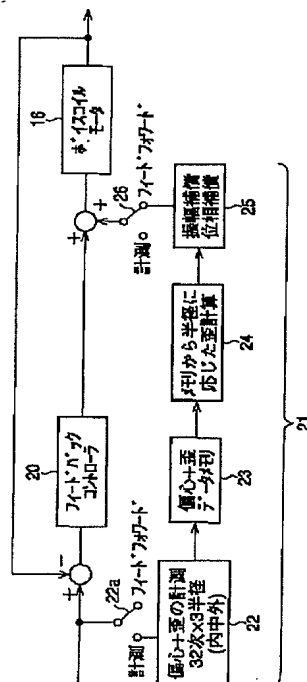 16
ボイスコイル
モータ
20
フィードバック
コントローラ
+
−
+
+
26
フィードフォワード
計測
25
振幅補償
位相補償
24
メモリから半径に
応じた歪計算
23
偏心+歪
データメモリ
22a
フィードフォワード
計測
偏心+歪の計測
32次×3半径
(内中外)
22
21